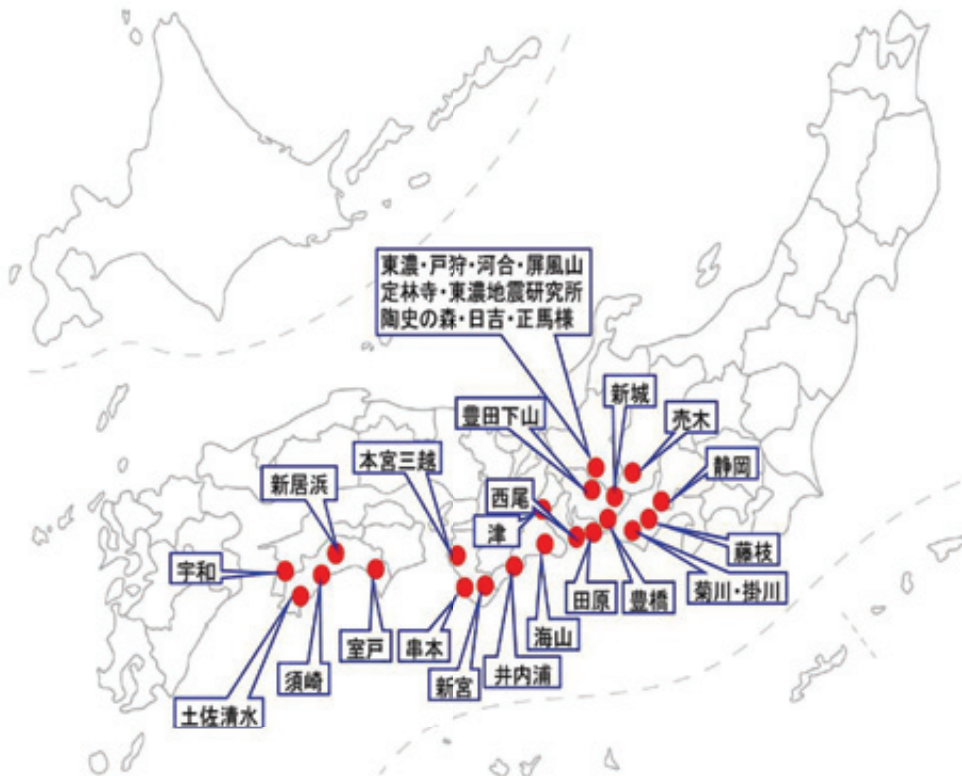 東濃・戸狩・河合・屏風山
定林寺・東濃地震研究所
陶史の森・日吉・正馬様
新城
豊田下山
売木
本宮三越
静岡
新居浜
西尾
津
藤枝
宇和
菊川・掛川
田原
豊橋
海山
室戸
串本
井内浦
須崎
新宮
土佐清水